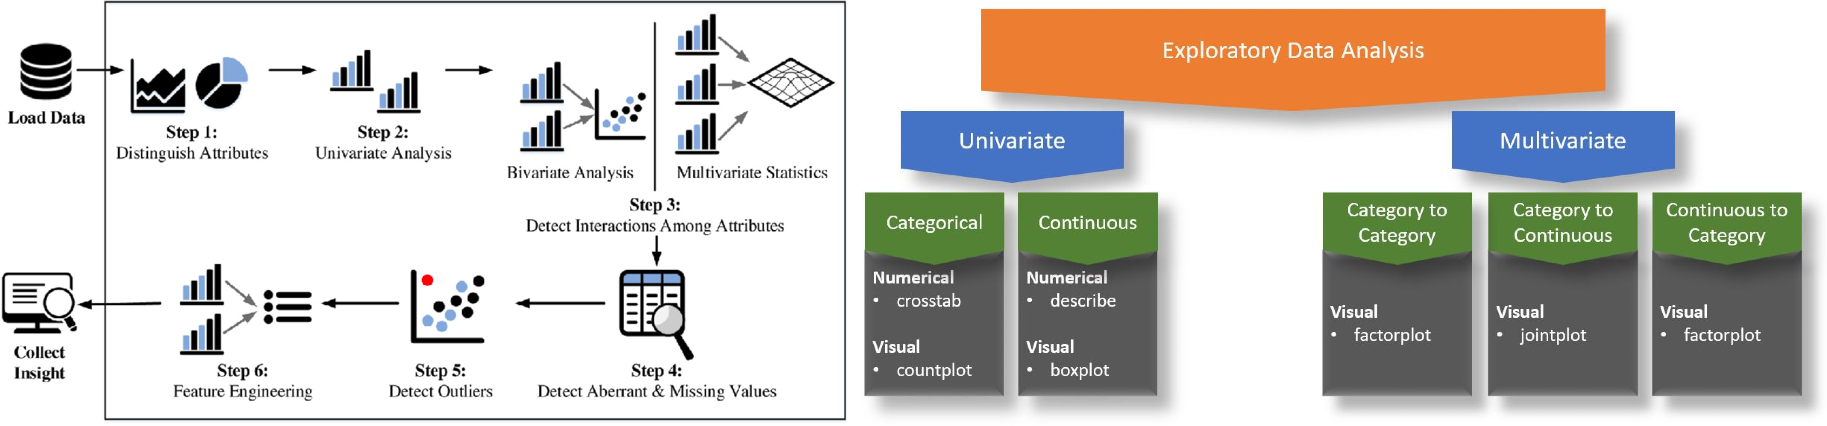 Load Data
Step 1:
Distinguish Attributes
Step 2:
Univariate Analysis
Bivariate Analysis
Multivariate Statistics
Step 3:
Detect Interactions Among Attributes
Step 4:
Detect Aberrant & Missing Values
Step 5:
Detect Outliers
Step 6:
Feature Engineering
Collect
Insight
Exploratory Data Analysis
Univariate
Multivariate
Categorical
Numerical
• crosstab
Visual
• countplot
Continuous
Numerical
• describe
Visual
• boxplot
Category to
Category
Visual
• factorplot
Category to
Continuous
Visual
• jointplot
Continuous to
Category
Visual
• factorplot